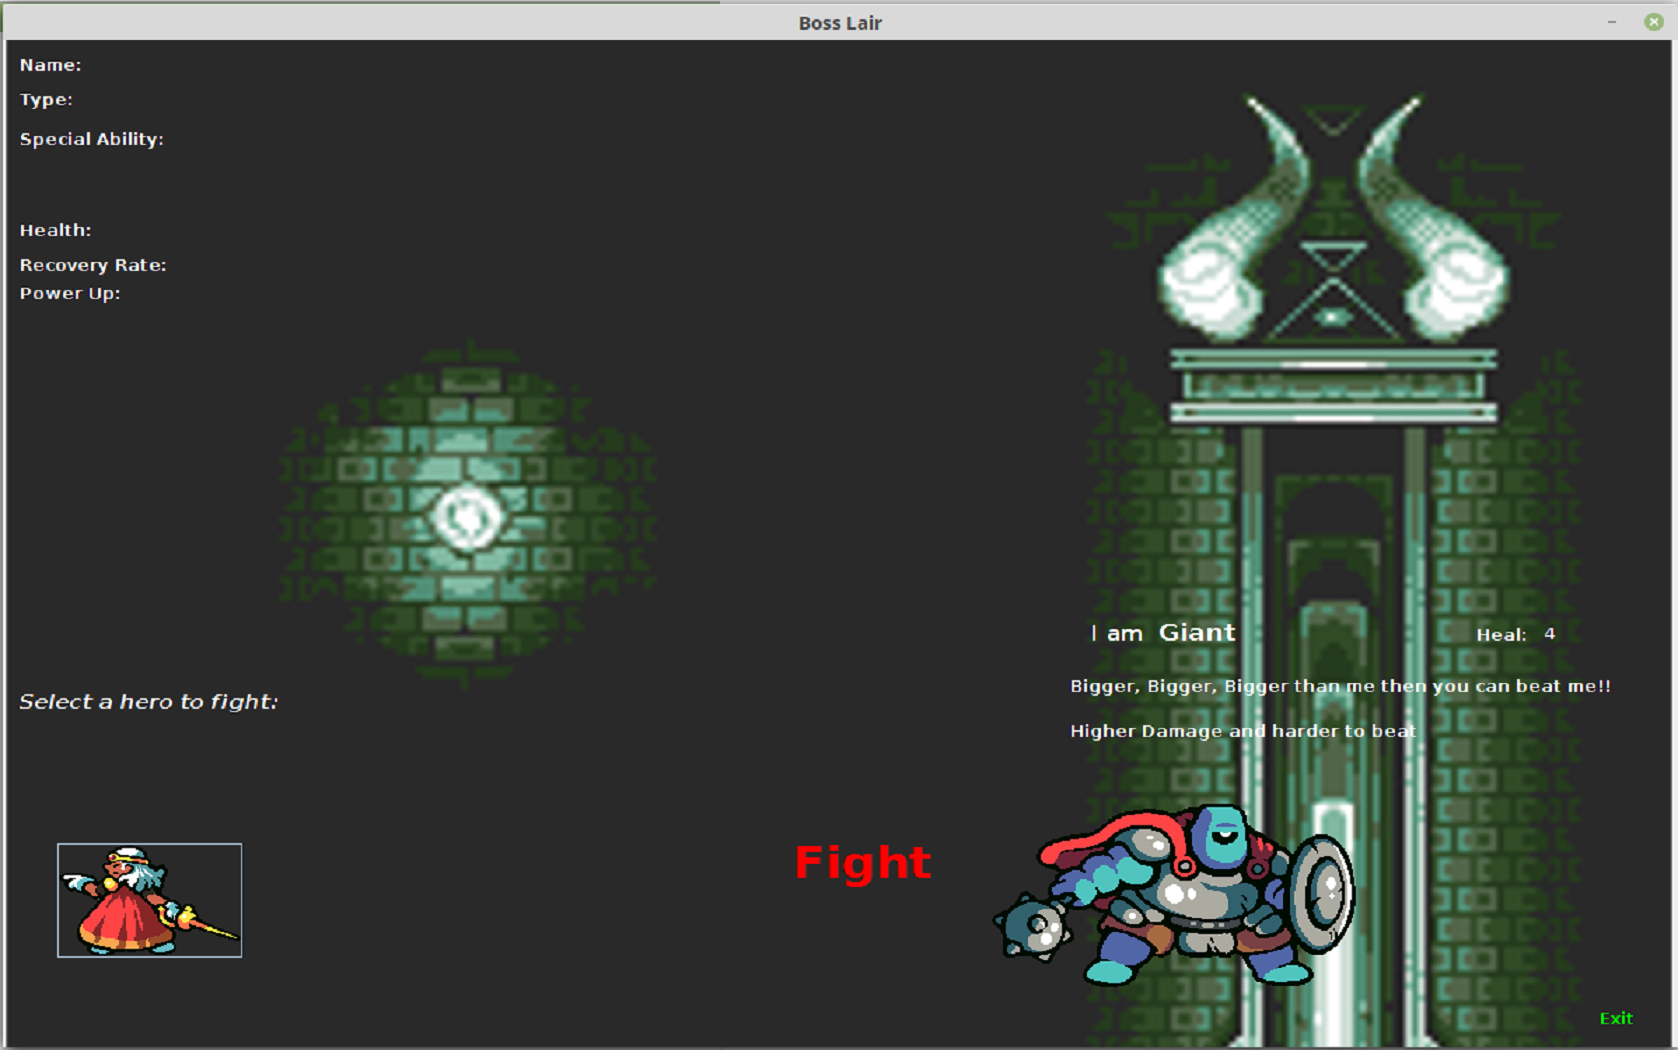 Boss Lair
Name:
Type:
Special Ability:
Health:
Recovery Rate:
Power Up:
I am Giant
Heal: 4
Bigger, Bigger, Bigger than me then you can beat me!!
Select a hero to fight:
Higher Damage and harder to beat
Fight
Exit